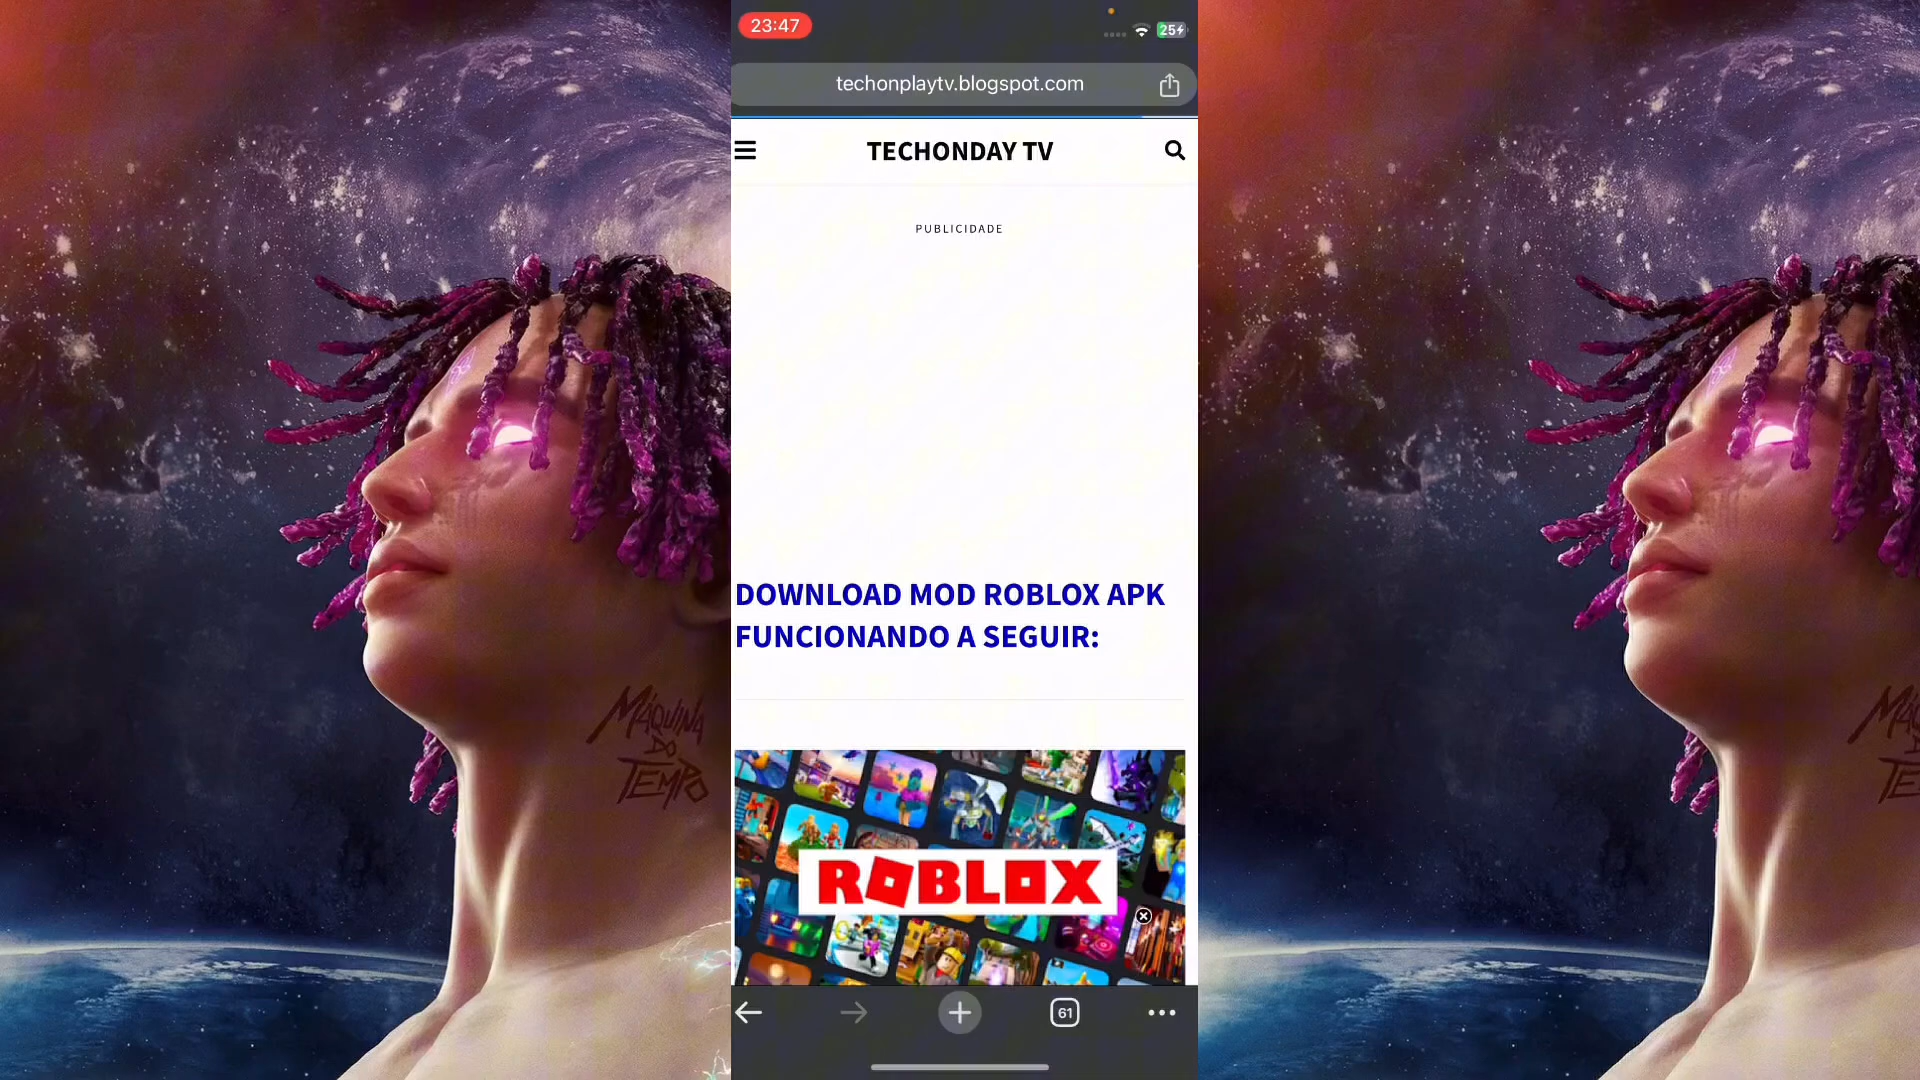 23:47
25
techonplaytv.blogspot.com
TECHONDAY TV
PUBLICIDADE
DOWNLOAD MOD ROBLOX APK
FUNCIONANDO A SEGUIR:
MÁQUINA
DO
TEMPO
ROBLOX
61